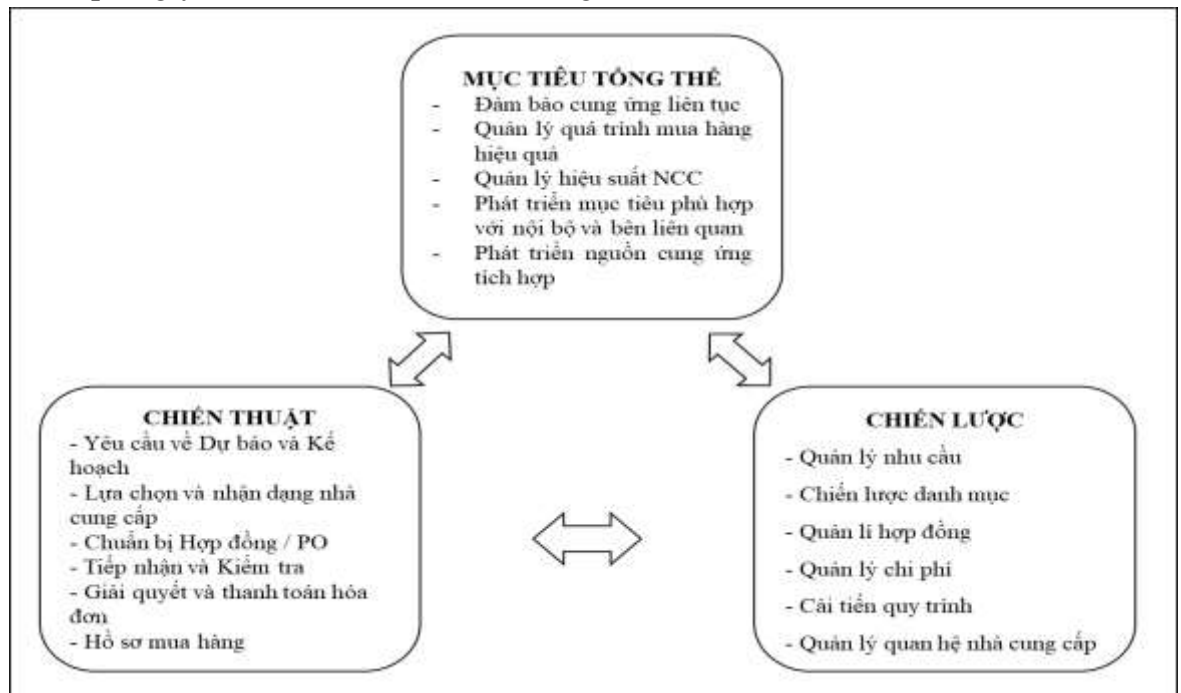 MỤC TIÊU TỔNG THỂ
- Đảm bảo cung ứng liên tục
- Quản lý quá trình mua hàng
hiệu quả
- Quản lý hiệu suất NCC
- Phát triển mục tiêu phù hợp
với nội bộ và bên liên quan
- Phát triển nguồn cung ứng
tích hợp
CHIẾN THUẬT
- Yêu cầu về Dự báo và Kế
hoạch
- Lựa chọn và nhận dạng nhà
cung cấp
- Chuẩn bị Hợp đồng / PO
- Tiếp nhận và Kiểm tra
- Giải quyết và thanh toán hóa
đơn
- Hồ sơ mua hàng
CHIẾN LƯỢC
- Quản lý nhu cầu
- Chiến lược danh mục
- Quản lí hợp đồng
- Quản lý chi phí
- Cải tiến quy trình
- Quản lý quan hệ nhà cung cấp